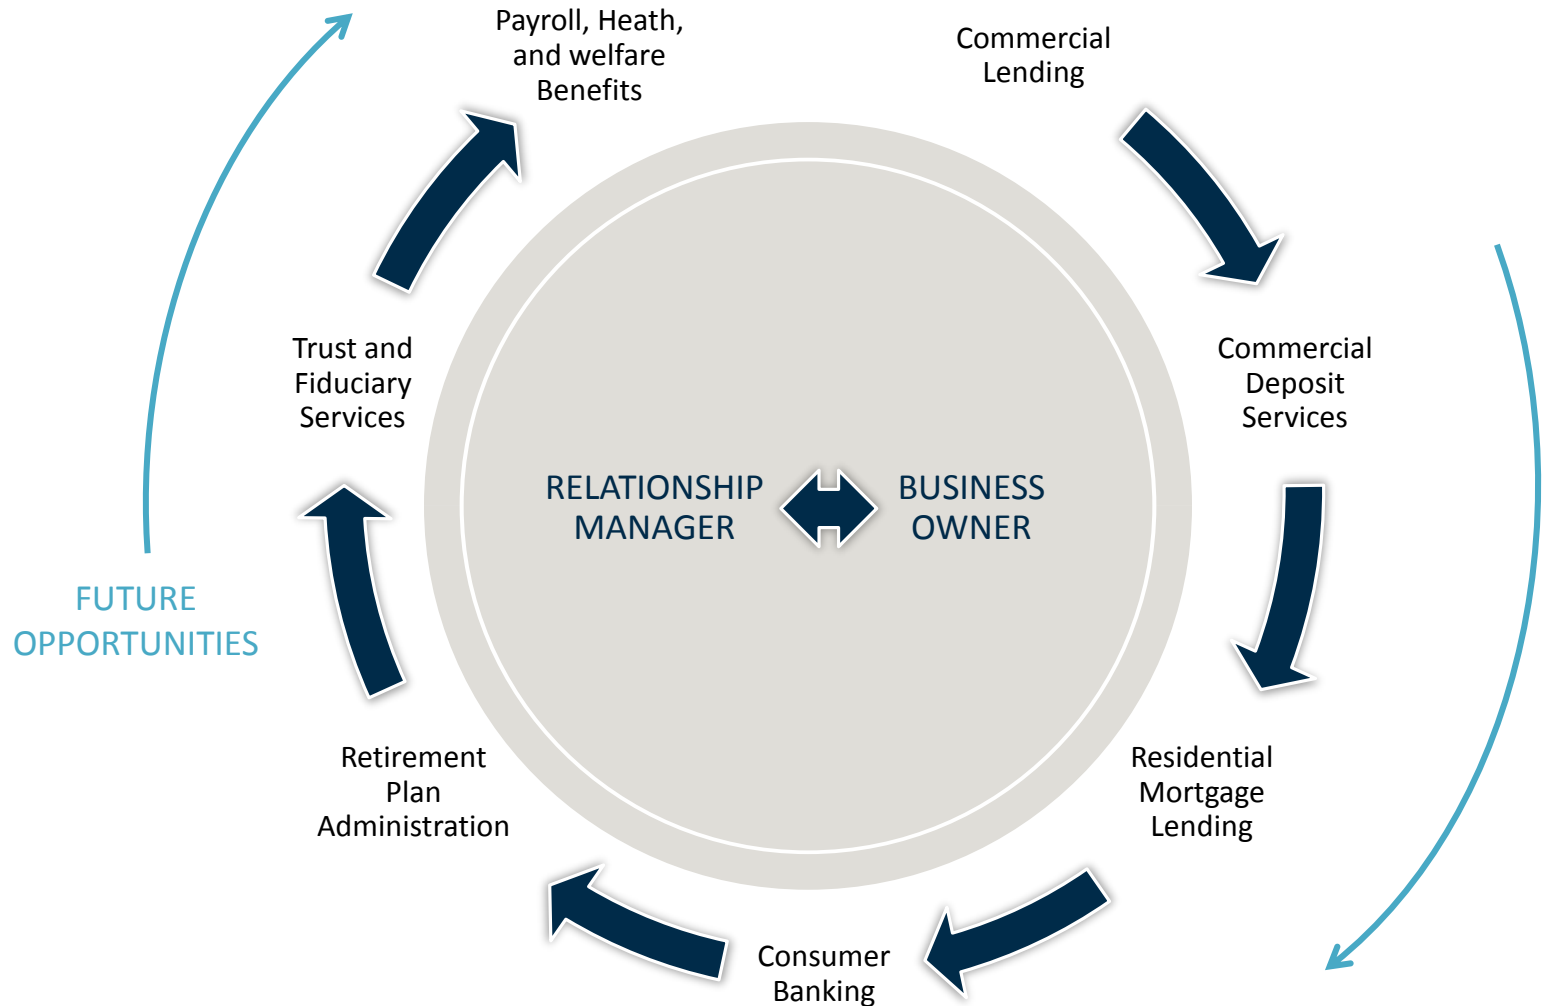 Payroll, Heath,
and welfare
Benefits
Commercial
Lending
Trust and
Fiduciary
Services
Commercial
Deposit
Services
RELATIONSHIP
MANAGER
BUSINESS
OWNER
FUTURE
OPPORTUNITIES
Retirement
Plan
Administration
Residential
Mortgage
Lending
Consumer
Banking